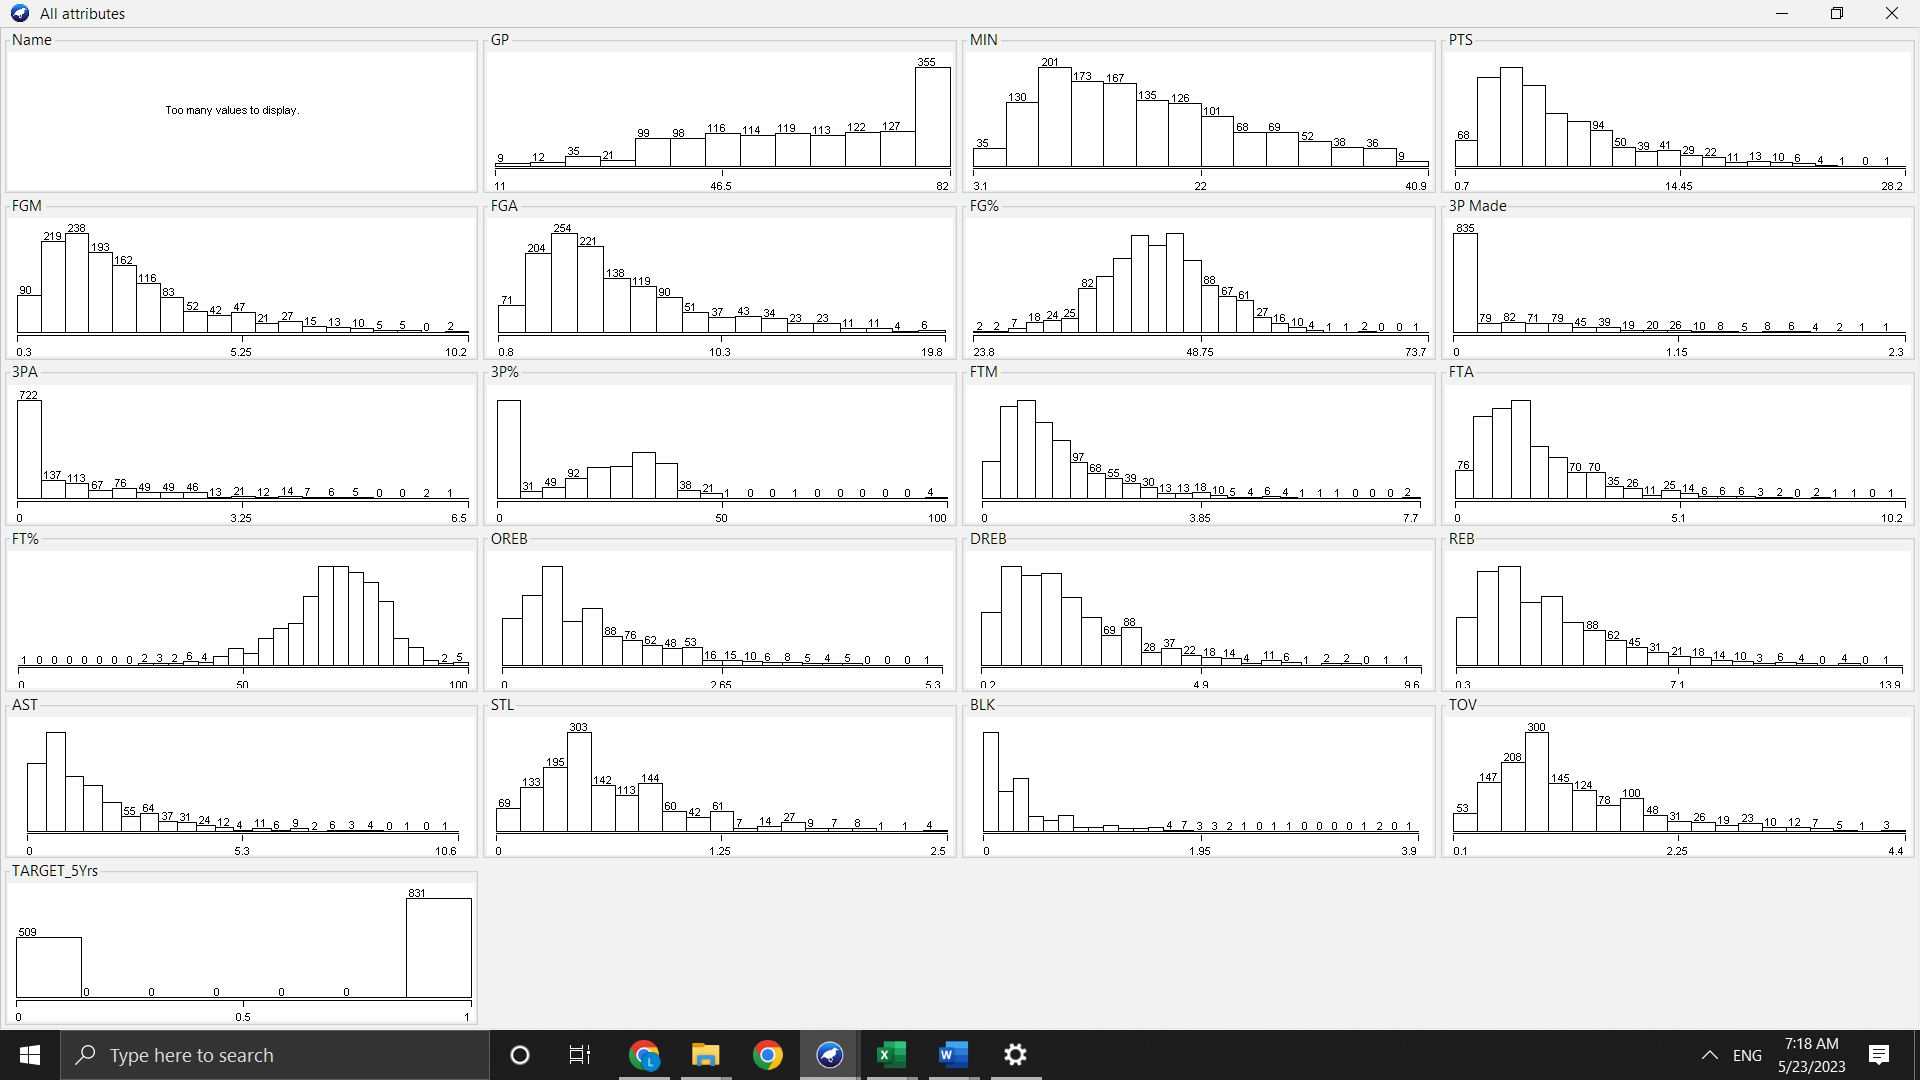 All attributes
Name
Too many values to display.
GP
9 12 35 21 99 98 116 114 119 113 122 127 355
11 46.5 82
MIN
35 130 201 173 167 135 126 101 68 69 52 38 36 9
3.1 22 40.9
PTS
68 94 50 39 41 29 22 11 13 10 6 4 1 0 1
0.7 14.45 28.2
FGM
90 219 238 193 162 116 83 52 42 47 21 27 15 13 10 5 5 0 2
0.3 5.25 10.2
FGA
71 204 254 221 138 119 90 51 37 43 34 23 23 11 11 4 6
0.8 10.3 19.8
FG%
2 2 7 18 24 25 82 88 67 61 27 16 10 4 1 1 2 0 0 1
23.8 48.75 73.7
3P Made
835 79 82 71 79 45 39 19 20 26 10 8 5 8 6 4 2 1 1
0 1.15 2.3
3PA
722 137 113 67 76 49 49 46 13 21 12 14 7 6 5 0 0 2 1
0 3.25 6.5
3P%
31 49 92 38 21 1 0 0 1 0 0 0 0 0 4
0 50 100
FTM
97 68 55 39 30 13 13 18 10 5 4 6 4 1 1 1 0 0 0 2
0 3.85 7.7
FTA
76 70 70 35 26 11 25 14 6 6 6 3 2 0 2 1 1 0 1
0 5.1 10.2
FT%
1 0 0 0 0 0 0 0 2 3 2 6 4 2 5
0 50 100
OREB
88 76 62 48 53 16 15 10 6 8 5 4 5 0 0 0 1
0 2.65 5.3
DREB
69 88 28 37 22 18 14 4 11 6 1 2 2 0 1 1
0.2 4.9 9.6
REB
88 62 45 31 21 18 14 10 3 6 4 0 4 0 1
0.3 7.1 13.9
AST
55 64 37 31 24 12 4 11 6 9 2 6 3 4 0 1 0 1
0 5.3 10.6
STL
69 133 195 303 142 113 144 60 42 61 7 14 27 9 7 8 1 1 4
0 1.25 2.5
BLK
4 7 3 3 2 1 0 1 1 0 0 0 0 1 2 0 1
0 1.95 3.9
TOV
53 147 208 300 145 124 78 100 48 31 26 19 23 10 12 7 5 1 3
0.1 2.25 4.4
TARGET_5Yrs
509 0 0 0 0 0 831
0 0.5 1
Type here to search
L
X
W
ENG
7:18 AM
5/23/2023